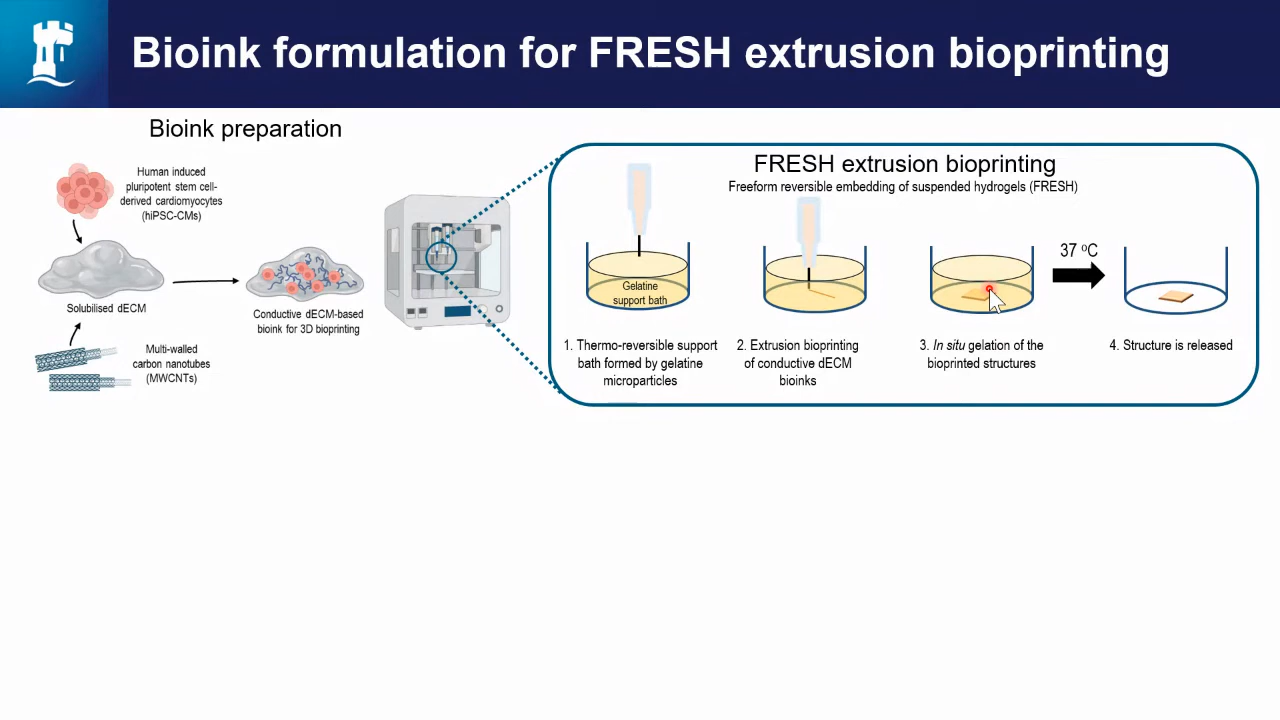 Bioink formulation for FRESH extrusion bioprinting
Bioink preparation
Human induced
pluripotent stem cell-
derived cardiomyocytes
(hiPSC-CMs)
Solubilised dECM
Multi-walled
carbon nanotubes
(MWCNTs)
Conductive dECM-based
bioink for 3D bioprinting
FRESH extrusion bioprinting
Freeform reversible embedding of suspended hydrogels (FRESH)
Gelatine
support bath
37 ºC
1. Thermo-reversible support
bath formed by gelatine
microparticles
2. Extrusion bioprinting
of conductive dECM
bioinks
3. In situ gelation of the
bioprinted structures
4. Structure is released